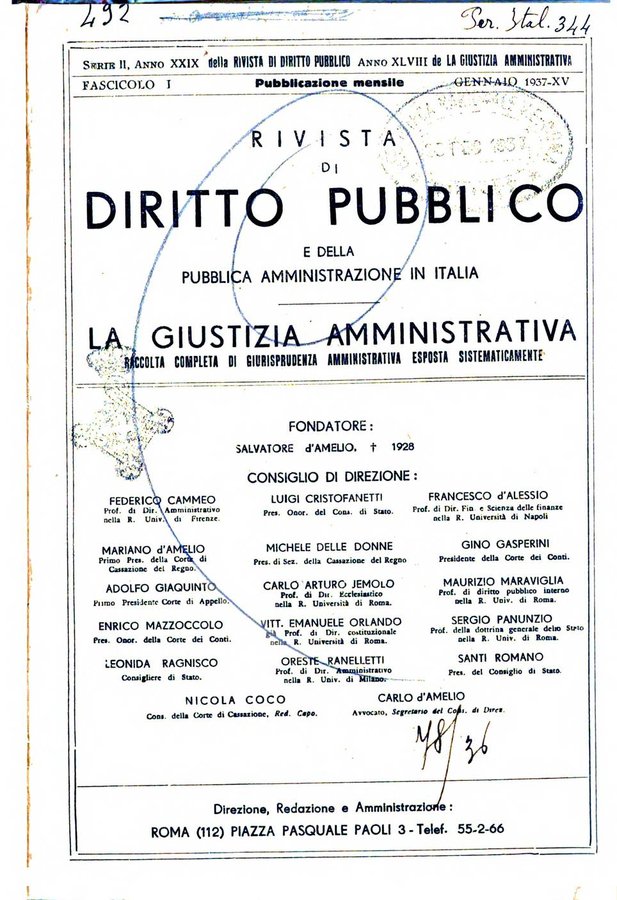 492
Per. Ital. 344
SERIE II, ANNO XXIX della RIVISTA DI DIRITTO PUBBLICO ANNO XLVIII de LA GIUSTIZIA AMMINISTRATIVA
FASCICOLO I Pubblicazione mensile GENNAIO 1937-XV
RIVISTA
DI
DIRITTO PUBBLICO
E DELLA
PUBBLICA AMMINISTRAZIONE IN ITALIA
LA GIUSTIZIA AMMINISTRATIVA
RACCOLTA COMPLETA DI GIURISPRUDENZA AMMINISTRATIVA ESPOSTA SISTEMATICAMENTE
FONDATORE:
SALVATORE d'AMELIO. † 1928
CONSIGLIO DI DIREZIONE:
FEDERICO CAMMEO
Prof. di Dir. Amministrativo
nella R. Univ. di Firenze.
LUIGI CRISTOFANETTI
Pres. Onor. del Cons. di Stato.
FRANCESCO d'ALESSIO
Prof. di Dir. Fin e Scienza delle finanze
nella R. Università di Napoli
MARIANO d'AMELIO
Primo Pres. della Corte di
Cassazione del Regno.
MICHELE DELLE DONNE
Pres. di Sez. della Cassazione del Regno
GINO GASPERINI
Presidente della Corte dei Conti.
ADOLFO GIAQUINTO
Primo Presidente Corte di Appello.
CARLO ARTURO JEMOLO
Prof. di Dir. Ecclesiastico
nella R. Università di Roma.
MAURIZIO MARAVIGLIA
Prof. di diritto pubblico interno
nella R. Univ. di Roma.
ENRICO MAZZOCCOLO
Pres. Onor. della Corte dei Conti.
VITT. EMANUELE ORLANDO
già Prof. di Dir. costituzionale
nella R. Università di Roma.
SERGIO PANUNZIO
Prof. della dottrina generale dello Stato
nella R. Univ. di Roma.
LEONIDA RAGNISCO
Consigliere di Stato.
ORESTE RANELLETTI
Prof. di Dir. Amministrativo
nella R. Univ. di Milano.
SANTI ROMANO
Pres. del Consiglio di Stato.
NICOLA COCO
Cons. della Corte di Cassazione, Red. Capo.
CARLO d'AMELIO
Avvocato, Segretario del Cons. di Direz.
78/36
Direzione, Redazione e Amministrazione:
ROMA (112) PIAZZA PASQUALE PAOLI 3 - Telef. 55-2-66